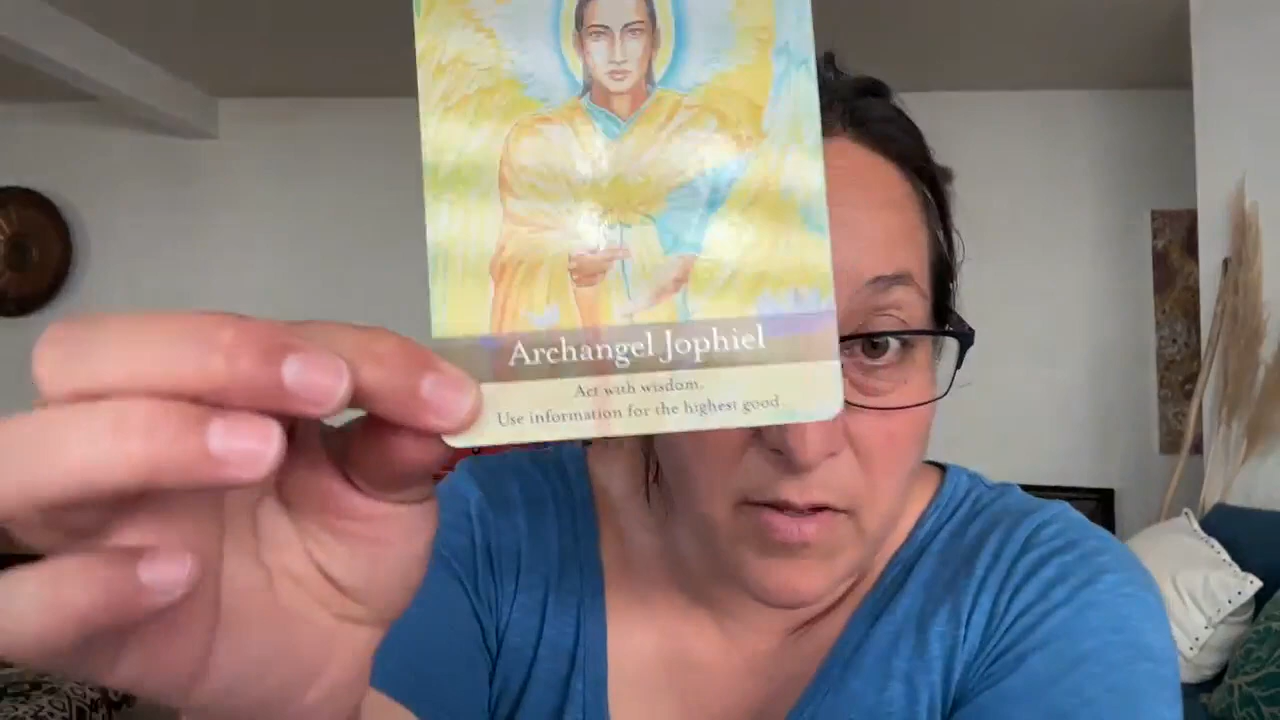 Archangel Jophiel
Act with wisdom.
Use information for the highest good